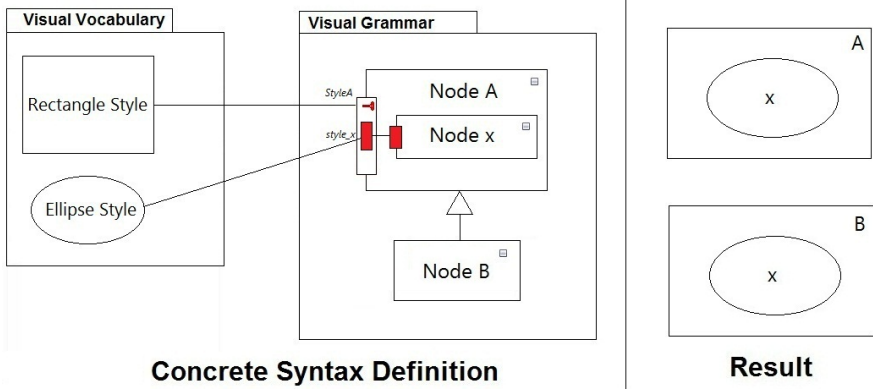 Visual Vocabulary
Rectangle Style
Ellipse Style
Visual Grammar
StyleA
style_x
Node A
Node x
Node B
Concrete Syntax Definition
A
x
B
x
Result